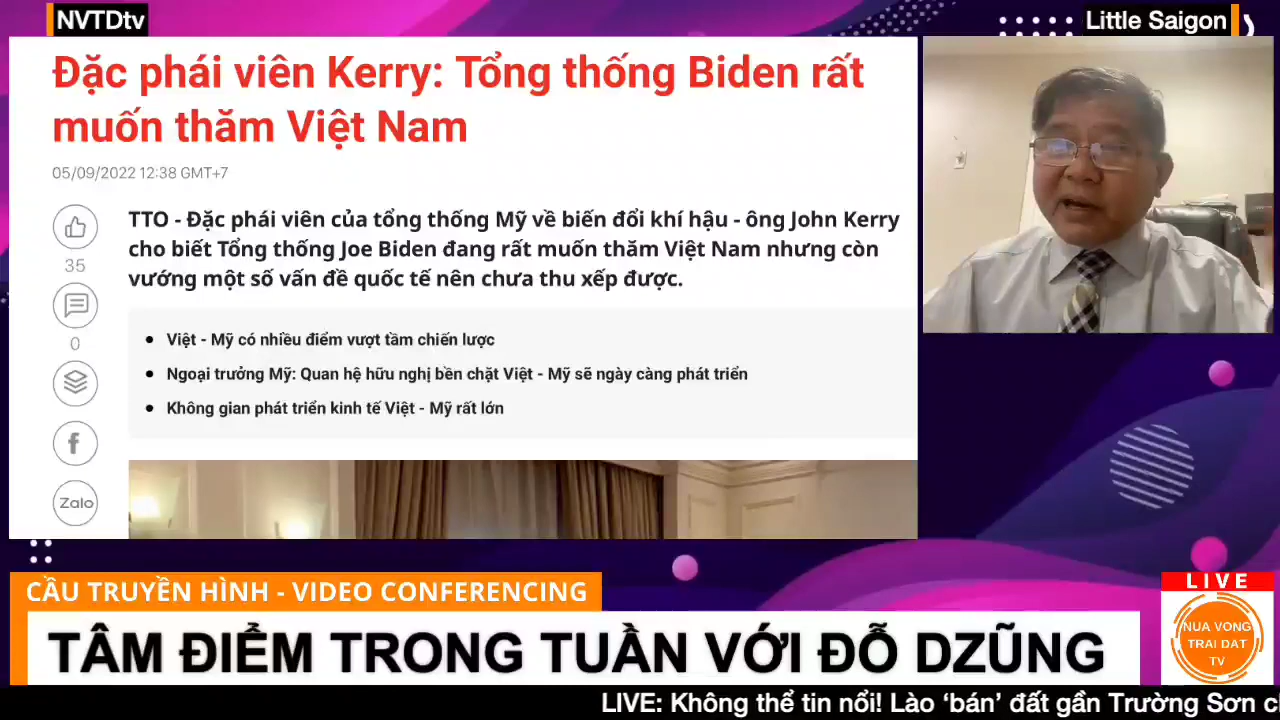 NVTDtv
Little Saigon
Đặc phái viên Kerry: Tổng thống Biden rất
muốn thăm Việt Nam
05/09/2022 12:38 GMT+7
TTO - Đặc phái viên của tổng thống Mỹ về biến đổi khí hậu - ông John Kerry
cho biết Tổng thống Joe Biden đang rất muốn thăm Việt Nam nhưng còn
vướng một số vấn đề quốc tế nên chưa thu xếp được.
35
0
Zalo
• Việt - Mỹ có nhiều điểm vượt tầm chiến lược
• Ngoại trưởng Mỹ: Quan hệ hữu nghị bền chặt Việt - Mỹ sẽ ngày càng phát triển
• Không gian phát triển kinh tế Việt - Mỹ rất lớn
CẦU TRUYỀN HÌNH - VIDEO CONFERENCING
TÂM ĐIỂM TRONG TUẦN VỚI ĐỖ DZŨNG
LIVE
NUA VONG
TRAI DAT
TV
LIVE: Không thể tin nổi! Lào ‘bán’ đất gần Trường Sơn